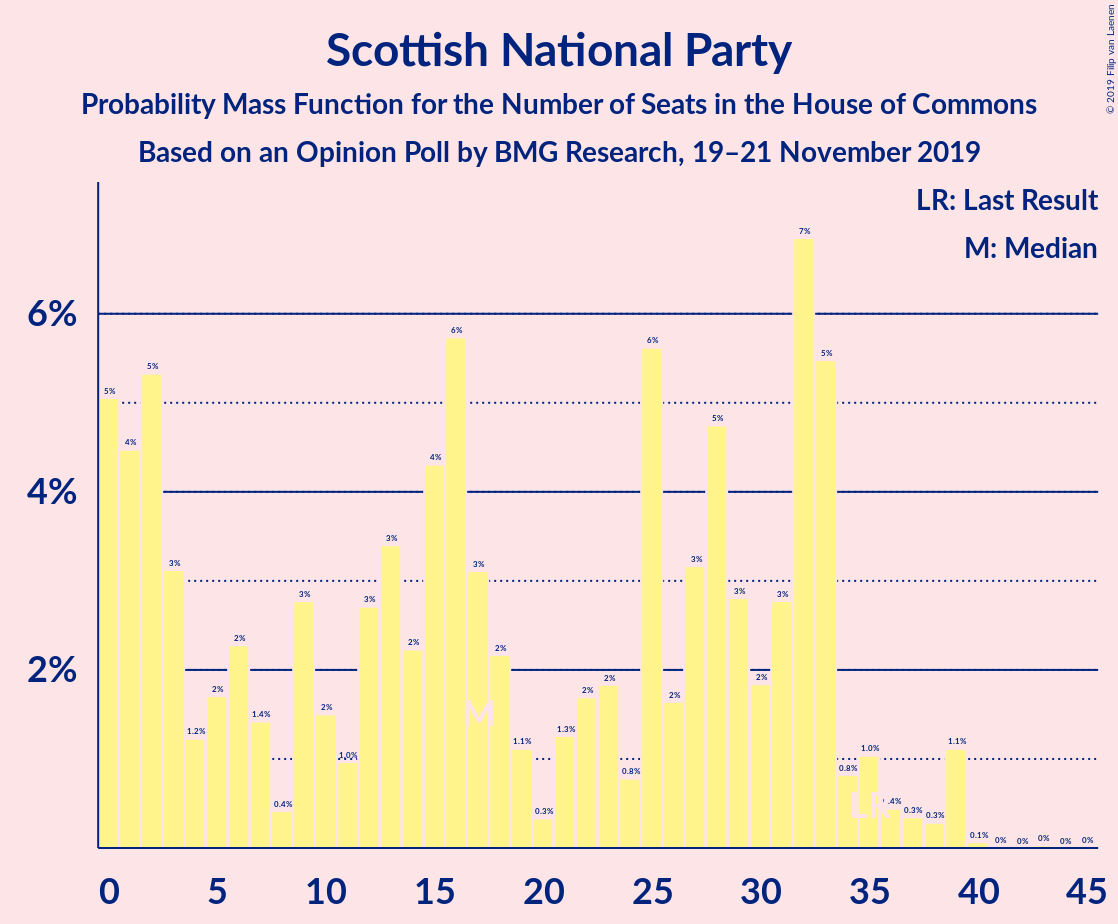 Scottish National Party
Probability Mass Function for the Number of Seats in the House of Commons
Based on an Opinion Poll by BMG Research, 19–21 November 2019
© 2019 Filip van Laenen
LR: Last Result
M: Median
6%
4%
2%
5% 4% 5% 3% 1.2% 2% 2% 1.4% 0.4% 3% 2% 1.0% 3% 3% 2% 4% 6% 3% 2% 1.1% 0.3% 1.3% 2% 2% 0.8% 6% 2% 3% 5% 3% 2% 3% 7% 5% 0.8% 1.0% .4% 0.3% 0.3% 1.1% 0.1% 0% 0% 0% 0% 0%
M
LR
0 5 10 15 20 25 30 35 40 45